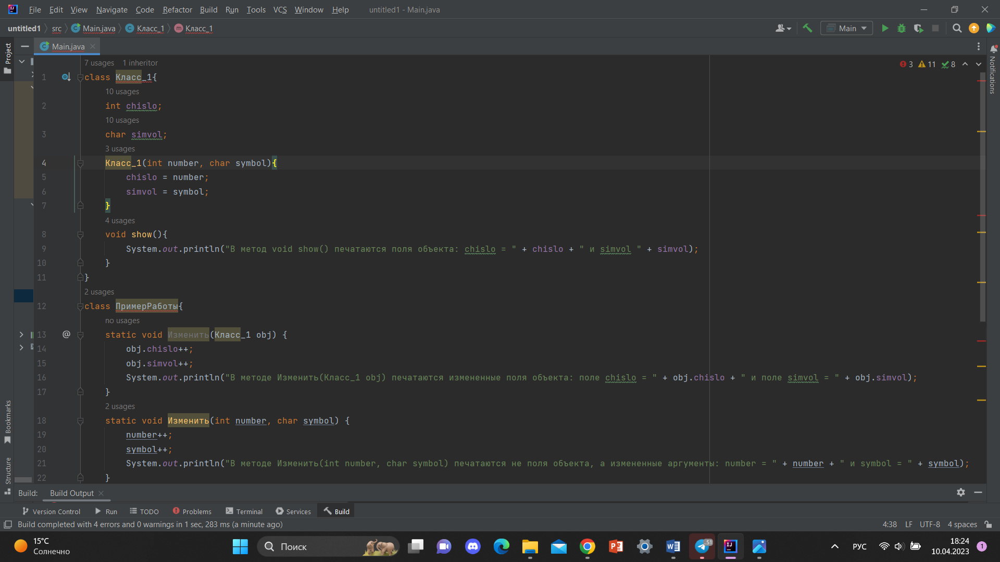 File Edit View Navigate Code Refactor Build Run Tools VCS Window Help untitled1 - Main.java
untitled1 src Main.java Класс_1 Класс_1 Main
Project
Main.java
Notifications
7 usages 1 inheritor
3 11 8
1 class Класс_1{
10 usages
2 int chislo;
10 usages
3 char simvol;
3 usages
4 Класс_1(int number, char symbol){
5 chislo = number;
6 simvol = symbol;
7 }
4 usages
8 void show(){
9 System.out.println("В метод void show() печатаются поля объекта: chislo = " + chislo + " и simvol " + simvol);
10 }
11 }
2 usages
12 class ПримерРаботы{
no usages
13 @ static void Изменить(Класс_1 obj) {
14 obj.chislo++;
15 obj.simvol++;
16 System.out.println("В методе Изменить(Класс_1 obj) печатаются измененные поля объекта: поле chislo = " + obj.chislo + " и поле simvol = " + obj.simvol);
17 }
2 usages
18 static void Изменить(int number, char symbol) {
19 number++;
20 symbol++;
21 System.out.println("В методе Изменить(int number, char symbol) печатаются не поля объекта, а измененные аргументы: number = " + number + " и symbol = " + symbol);
22 }
Bookmarks
Structure
Build: Build Output
Version Control Run TODO Problems Terminal Services Build
Build completed with 4 errors and 0 warnings in 1 sec, 283 ms (a minute ago) 4:38 LF UTF-8 4 spaces
15°C
Солнечно
Поиск
51
РУС
18:24
10.04.2023
1